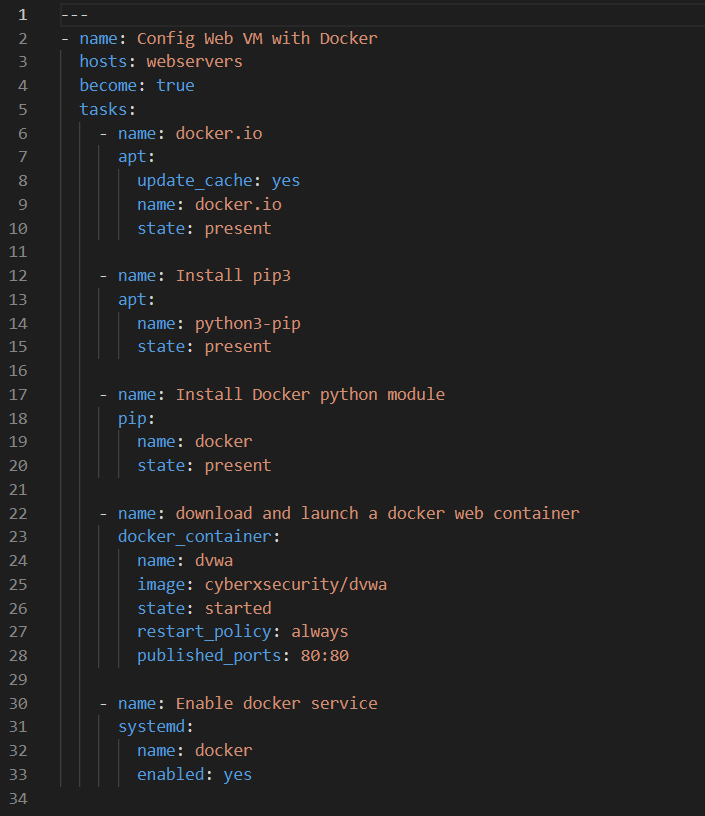 1 ---
2 - name: Config Web VM with Docker
3   hosts: webservers
4   become: true
5   tasks:
6     - name: docker.io
7       apt:
8         update_cache: yes
9         name: docker.io
10         state: present
11
12     - name: Install pip3
13       apt:
14         name: python3-pip
15         state: present
16
17     - name: Install Docker python module
18       pip:
19         name: docker
20         state: present
21
22     - name: download and launch a docker web container
23       docker_container:
24         name: dvwa
25         image: cyberxsecurity/dvwa
26         state: started
27         restart_policy: always
28         published_ports: 80:80
29
30     - name: Enable docker service
31       systemd:
32         name: docker
33         enabled: yes
34